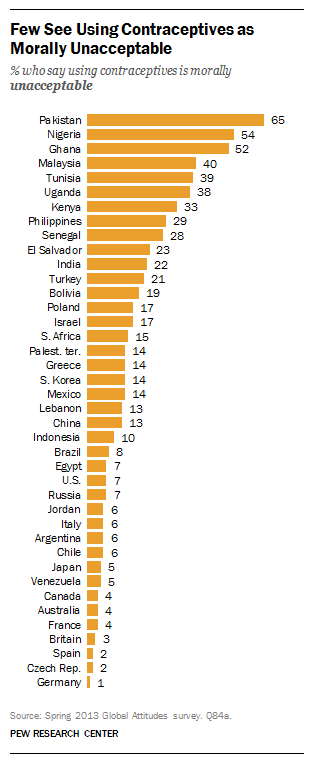 Few See Using Contraceptives as
Morally Unacceptable
% who say using contraceptives is morally
unacceptable
Pakistan 65
Nigeria 54
Ghana 52
Malaysia 40
Tunisia 39
Uganda 38
Kenya 33
Philippines 29
Senegal 28
El Salvador 23
India 22
Turkey 21
Bolivia 19
Poland 17
Israel 17
S. Africa 15
Palest. ter. 14
Greece 14
S. Korea 14
Mexico 14
Lebanon 13
China 13
Indonesia 10
Brazil 8
Egypt 7
U.S. 7
Russia 7
Jordan 6
Italy 6
Argentina 6
Chile 6
Japan 5
Venezuela 5
Canada 4
Australia 4
France 4
Britain 3
Spain 2
Czech Rep. 2
Germany 1
Source: Spring 2013 Global Attitudes survey. Q84a.
PEW RESEARCH CENTER